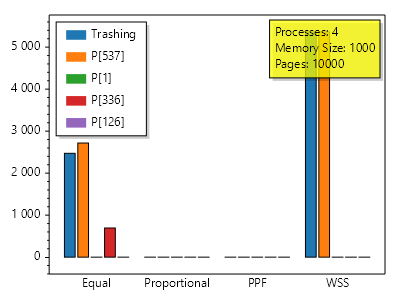 Trashing
P[537]
P[1]
P[336]
P[126]
Processes: 4
Memory Size: 1000
Pages: 10000
5 000
4 000
3 000
2 000
1 000
0
Equal Proportional PPF WSS